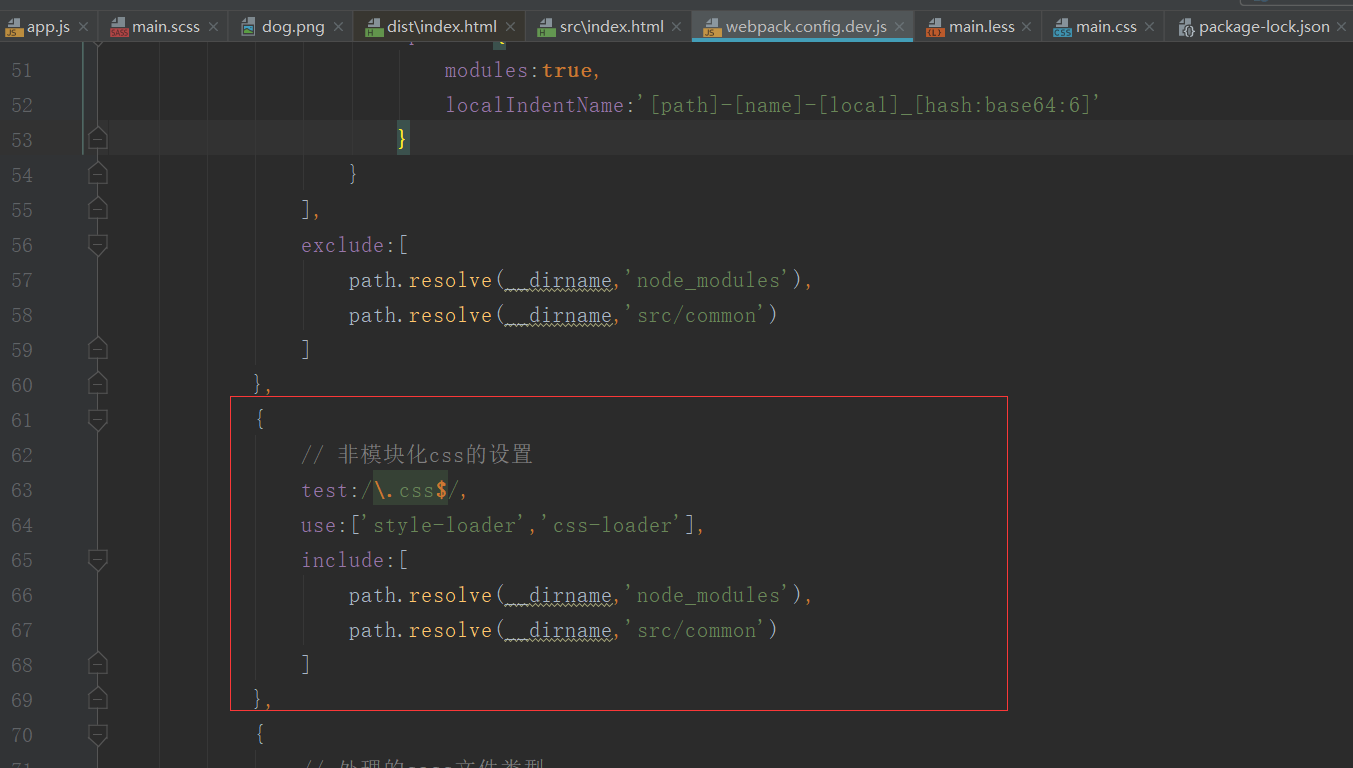 app.js main.scss dog.png dist\index.html src\index.html webpack.config.dev.js main.less main.css package-lock.json
51 modules:true,
52 localIndentName:'[path]-[name]-[local]_[hash:base64:6]'
53 }
54 }
55 ],
56 exclude:[
57 path.resolve(__dirname,'node_modules'),
58 path.resolve(__dirname,'src/common')
59 ]
60 },
61 {
62 // 非模块化css的设置
63 test:/\.css$/,
64 use:['style-loader','css-loader'],
65 include:[
66 path.resolve(__dirname,'node_modules'),
67 path.resolve(__dirname,'src/common')
68 ]
69 },
70 {